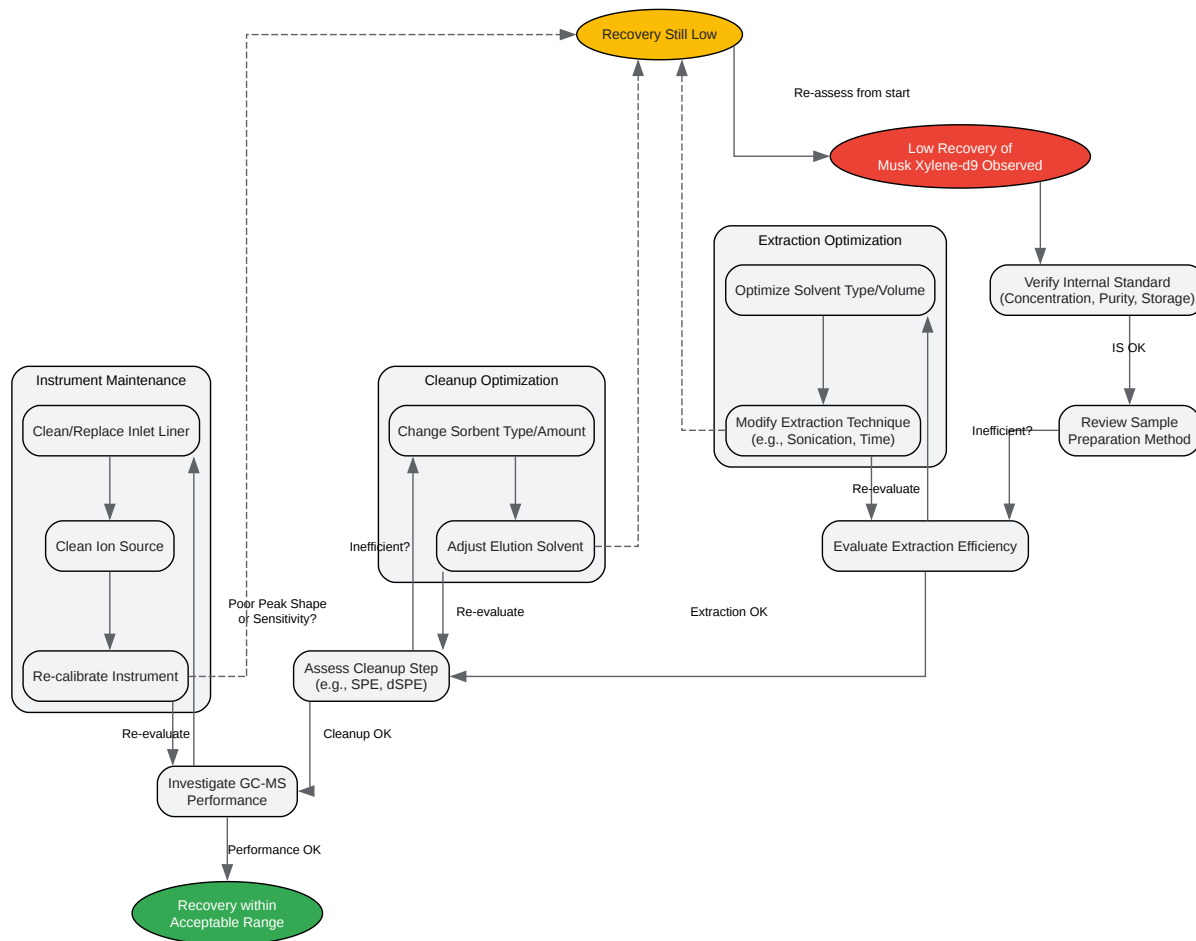 Recovery Still Low
Re-assess from start
Low Recovery of
Musk Xylene-d9 Observed
Extraction Optimization
Optimize Solvent Type/Volume
Verify Internal Standard
(Concentration, Purity, Storage)
IS OK
Instrument Maintenance
Cleanup Optimization
Clean/Replace Inlet Liner
Change Sorbent Type/Amount
Modify Extraction Technique
(e.g., Sonication, Time)
Inefficient?
Review Sample
Preparation Method
Re-evaluate
Clean Ion Source
Inefficient?
Adjust Elution Solvent
Evaluate Extraction Efficiency
Poor Peak Shape
or Sensitivity?
Re-evaluate
Extraction OK
Re-calibrate Instrument
Assess Cleanup Step
(e.g., SPE, dSPE)
Re-evaluate
Cleanup OK
Investigate GC-MS
Performance
Performance OK
Recovery within
Acceptable Range